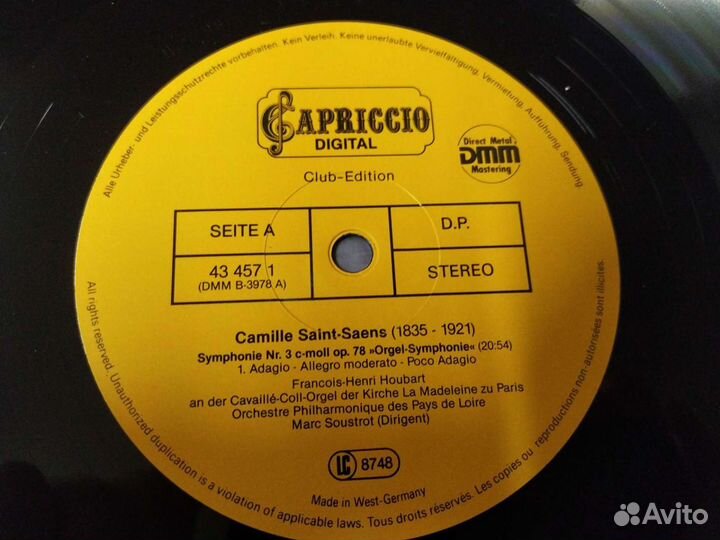 Alle Urheber- und Leistungsschutzrechte vorbehalten. Kein Verleih. Keine unerlaubte Vervielfältigung, Vermietung, Aufführung, Sendung.
CAPRICCIO
DIGITAL
Direct Metal
DMM
Mastering
Club-Edition
SEITE A
D.P.
43 457 1
(DMM B-3978 A)
STEREO
Camille Saint-Saens (1835 - 1921)
Symphonie Nr. 3 c-moll op. 78 »Orgel-Symphonie« (20:54)
1. Adagio - Allegro moderato - Poco Adagio
Francois-Henri Houbart
an der Cavaillé-Coll-Orgel der Kirche La Madeleine zu Paris
Orchestre Philharmonique des Pays de Loire
Marc Soustrot (Dirigent)
LC 8748
Made in West-Germany
All rights reserved. Unauthorized duplication is a violation of applicable laws. Tous droits réservés. Les copies ou reproductions non-autorisées sont illicites.
Avito